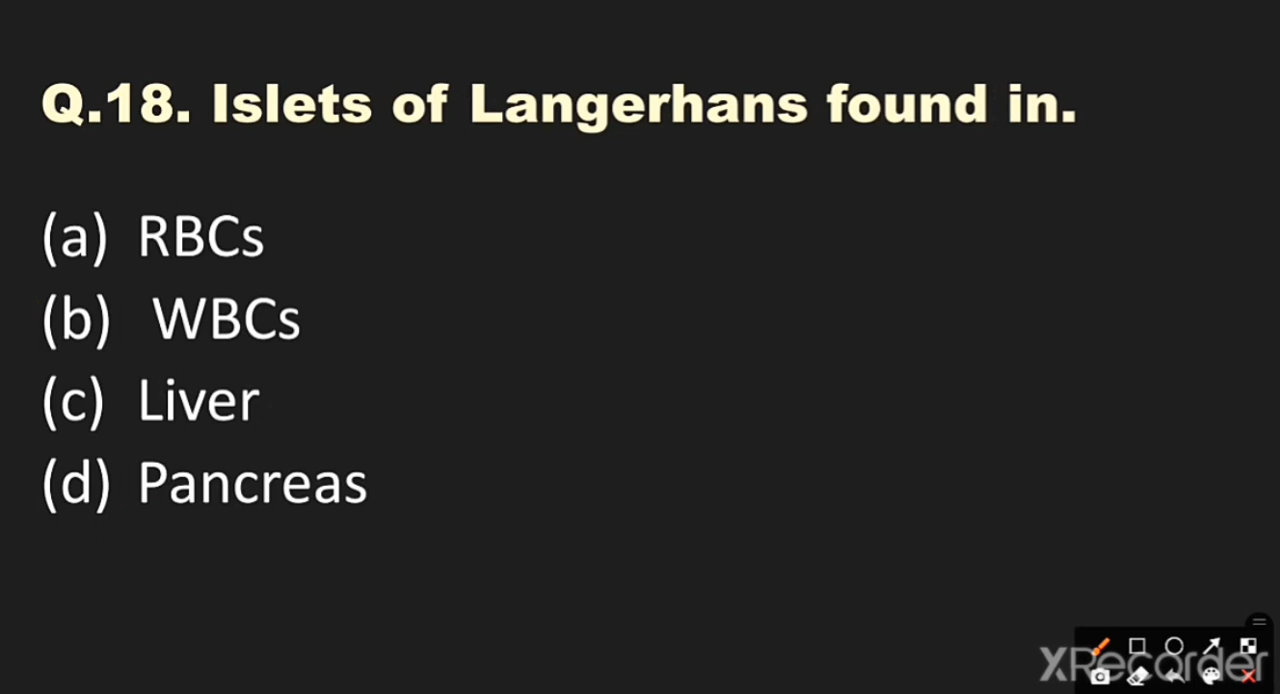 Q.18. Islets of Langerhans found in.
(a) RBCs
(b) WBCs
(c) Liver
(d) Pancreas
XRecorder